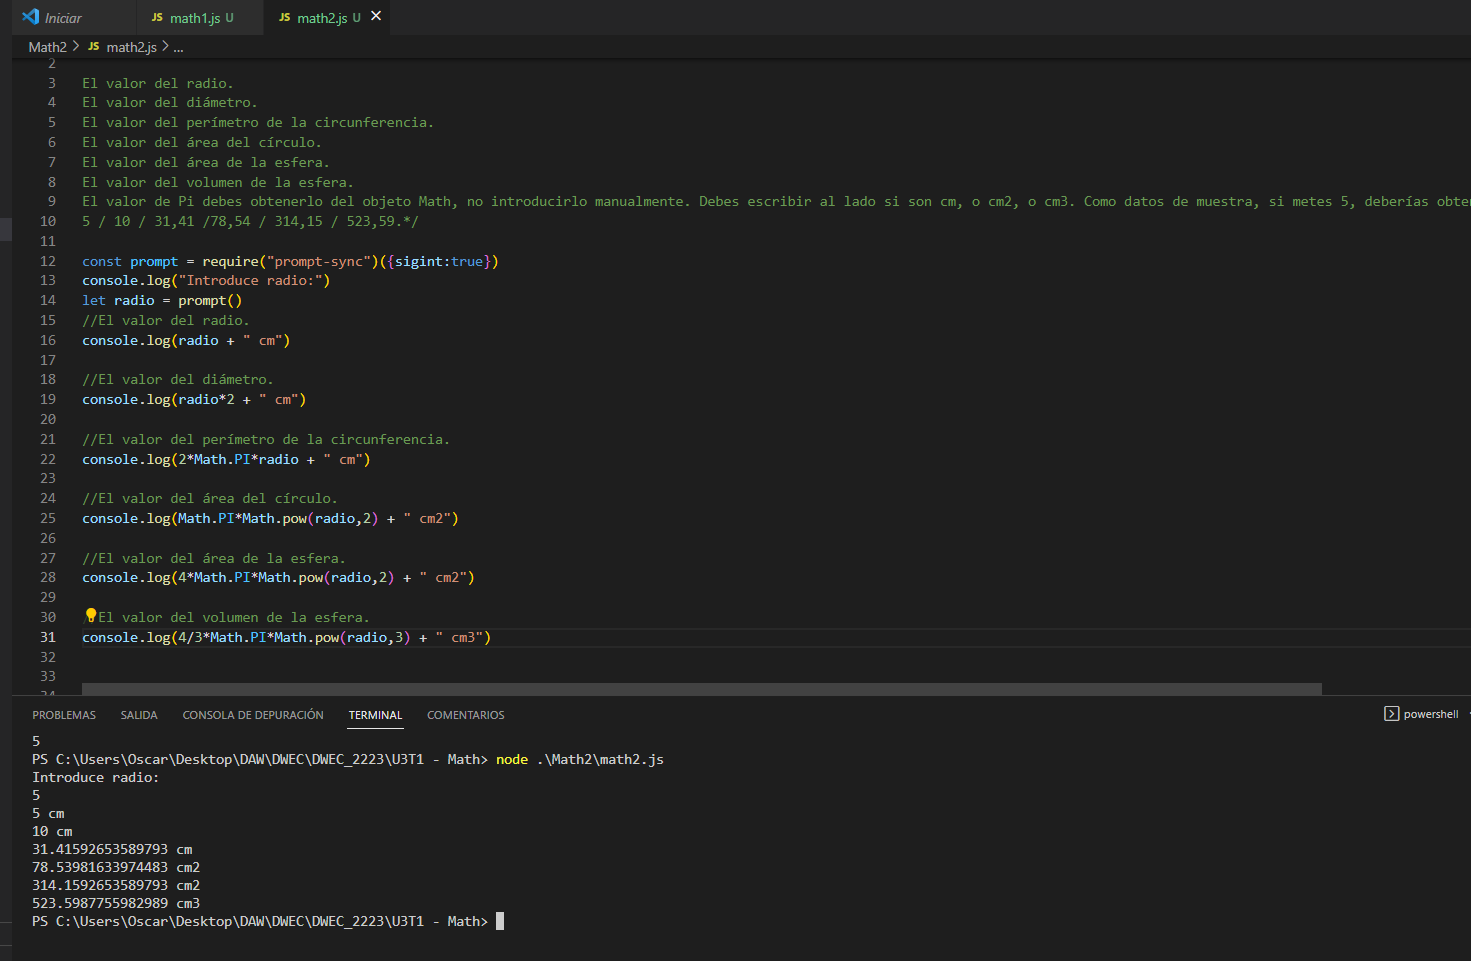 Iniciar
JS math1.js U
JS math2.js U
Math2 > JS math2.js > ...
2
3 El valor del radio.
4 El valor del diámetro.
5 El valor del perímetro de la circunferencia.
6 El valor del área del círculo.
7 El valor del área de la esfera.
8 El valor del volumen de la esfera.
9 El valor de Pi debes obtenerlo del objeto Math, no introducirlo manualmente. Debes escribir al lado si son cm, o cm2, o cm3. Como datos de muestra, si metes 5, deberías obte
10 5 / 10 / 31,41 /78,54 / 314,15 / 523,59.*/
11
12 const prompt = require("prompt-sync")({sigint:true})
13 console.log("Introduce radio:")
14 let radio = prompt()
15 //El valor del radio.
16 console.log(radio + " cm")
17
18 //El valor del diámetro.
19 console.log(radio*2 + " cm")
20
21 //El valor del perímetro de la circunferencia.
22 console.log(2*Math.PI*radio + " cm")
23
24 //El valor del área del círculo.
25 console.log(Math.PI*Math.pow(radio,2) + " cm2")
26
27 //El valor del área de la esfera.
28 console.log(4*Math.PI*Math.pow(radio,2) + " cm2")
29
30 /El valor del volumen de la esfera.
31 console.log(4/3*Math.PI*Math.pow(radio,3) + " cm3")
32
33
34
PROBLEMAS SALIDA CONSOLA DE DEPURACIÓN TERMINAL COMENTARIOS powershell
5
PS C:\Users\Oscar\Desktop\DAW\DWEC\DWEC_2223\U3T1 - Math> node .\Math2\math2.js
Introduce radio:
5
5 cm
10 cm
31.41592653589793 cm
78.53981633974483 cm2
314.1592653589793 cm2
523.5987755982989 cm3
PS C:\Users\Oscar\Desktop\DAW\DWEC\DWEC_2223\U3T1 - Math>